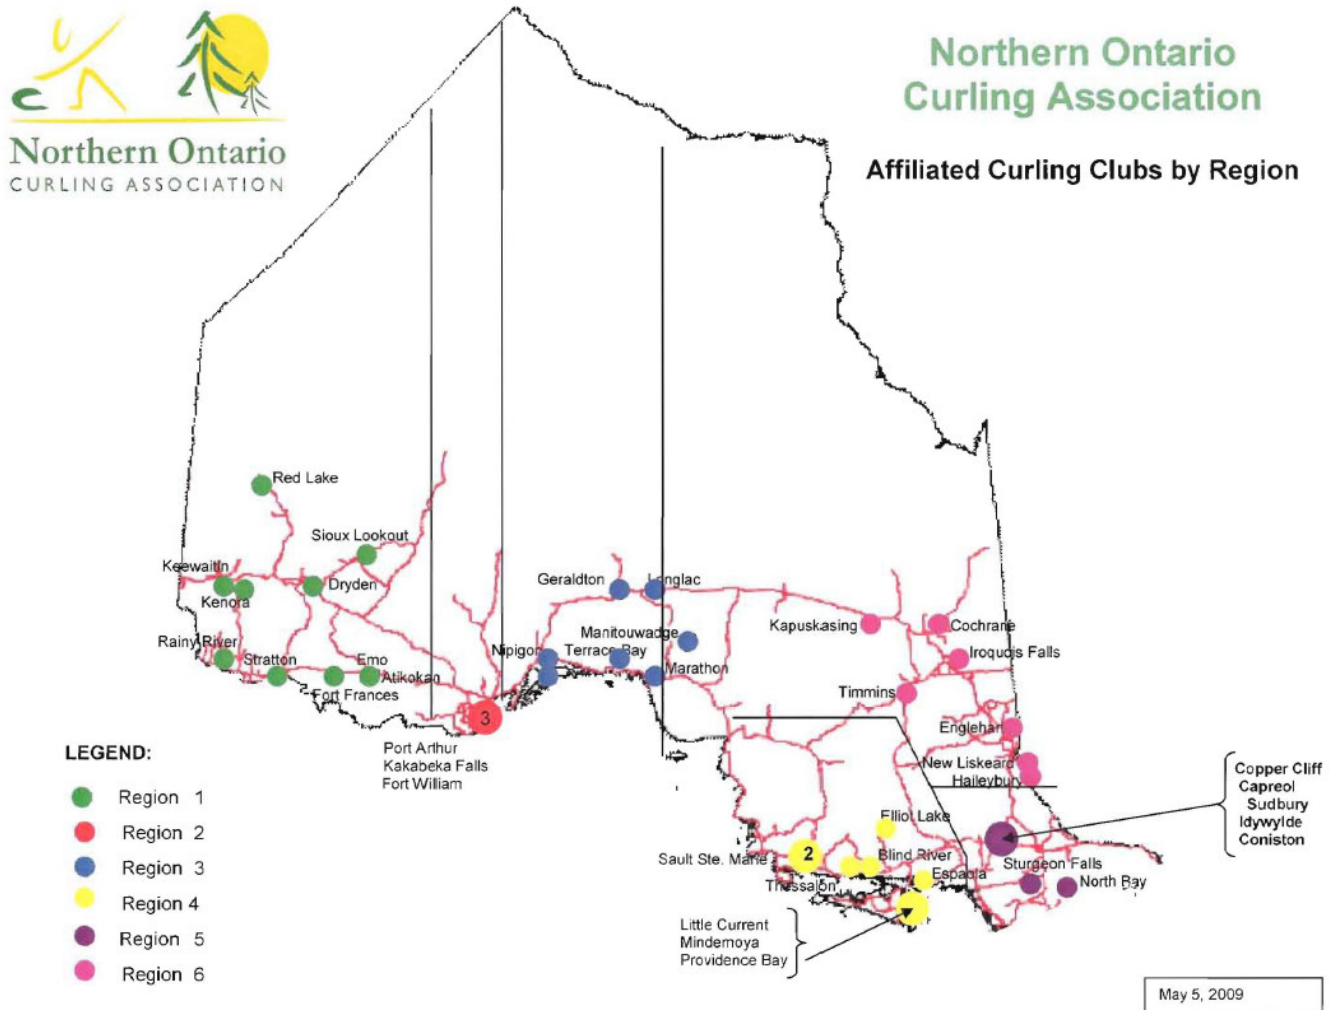 Northern Ontario
CURLING ASSOCIATION
Northern Ontario
Curling Association
Affiliated Curling Clubs by Region
Red Lake
Sioux Lookout
Keewaitin
Dryden
Kenora
Rainy River
Stratton
Emo
Atikokan
Fort Frances
3
Port Arthur
Kakabeka Falls
Fort William
Geraldton
Longlac
Manitouwadge
Nipigon
Terrace Bay
Marathon
Kapuskasing
Cochrane
Iroquois Falls
Timmins
Englehart
New Liskeard
Haileybury
Copper Cliff
Capreol
Sudbury
Idywylde
Coniston
Elliot Lake
2
Sault Ste. Marie
Blind River
Thessalon
Espanla
Sturgeon Falls
North Bay
Little Current
Mindemoya
Providence Bay
LEGEND:
Region 1
Region 2
Region 3
Region 4
Region 5
Region 6
May 5, 2009